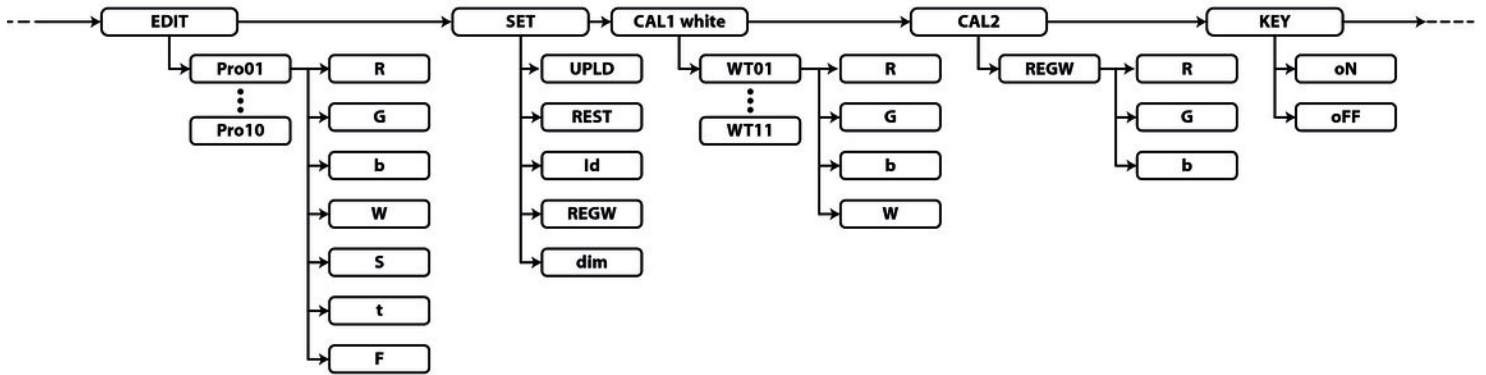 EDIT
SET
CAL1 white
CAL2
KEY
Pro01
Pro10
R
G
b
W
S
t
F
UPLD
REST
Id
REGW
dim
WT01
WT11
R
G
b
W
REGW
R
G
b
oN
oFF